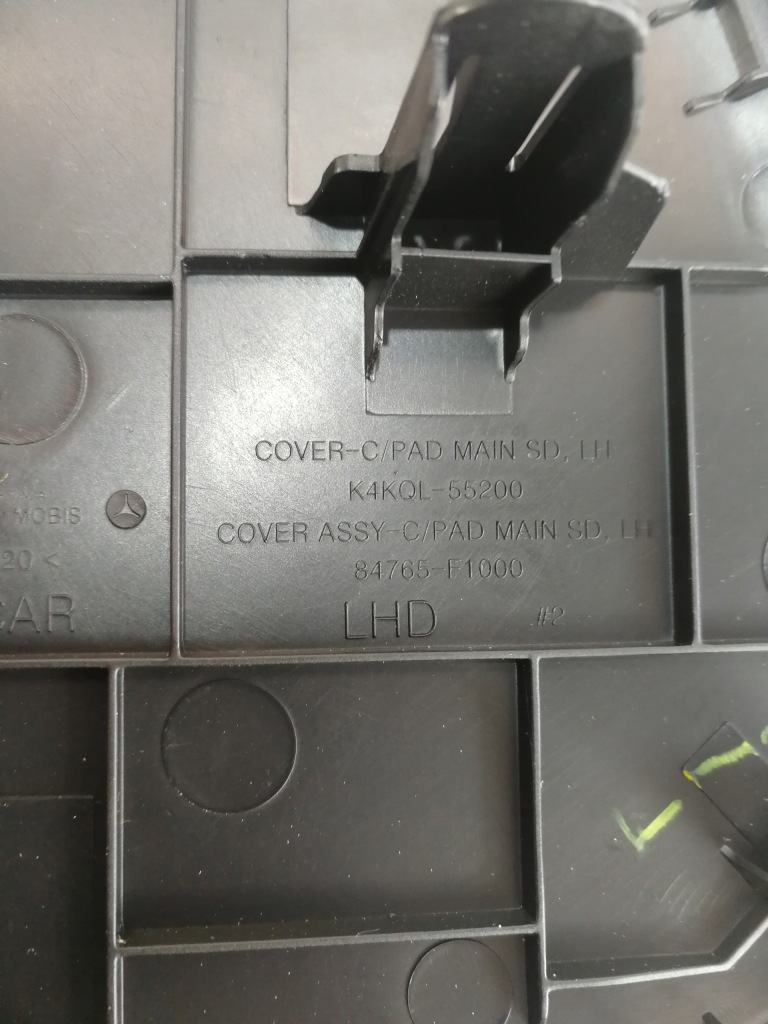 COVER-C/PAD MAIN SD, LH
K4KQL-55200
COVER ASSY-C/PAD MAIN SD, LH
84765-F1000
LHD #2
MOBIS
20 <
CAR